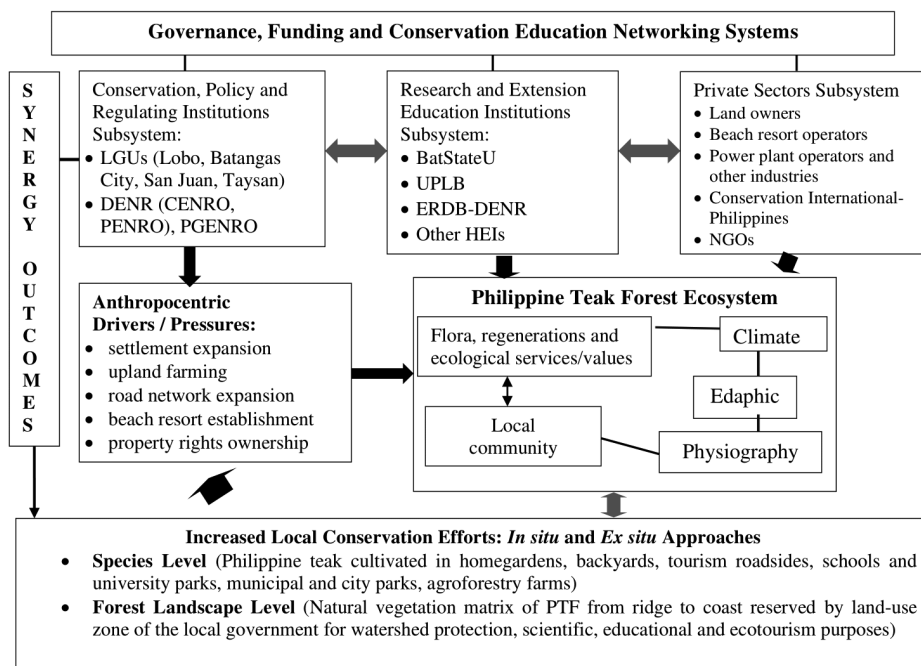 Governance, Funding and Conservation Education Networking Systems
S
Y
N
E
R
G
Y
O
U
T
C
O
M
E
S
Conservation, Policy and
Regulating Institutions
Subsystem:
• LGUs (Lobo, Batangas
City, San Juan, Taysan)
• DENR (CENRO,
PENRO), PGENRO
Research and Extension
Education Institutions
Subsystem:
• BatStateU
• UPLB
• ERDB-DENR
• Other HEIs
Private Sectors Subsystem
• Land owners
• Beach resort operators
• Power plant operators and
other industries
• Conservation International-
Philippines
• NGOs
Anthropocentric
Drivers / Pressures:
• settlement expansion
• upland farming
• road network expansion
• beach resort establishment
• property rights ownership
Philippine Teak Forest Ecosystem
Flora, regenerations and
ecological services/values
Climate
Edaphic
Local
community
Physiography
Increased Local Conservation Efforts: In situ and Ex situ Approaches
• Species Level (Philippine teak cultivated in homegardens, backyards, tourism roadsides, schools and
university parks, municipal and city parks, agroforestry farms)
• Forest Landscape Level (Natural vegetation matrix of PTF from ridge to coast reserved by land-use
zone of the local government for watershed protection, scientific, educational and ecotourism purposes)